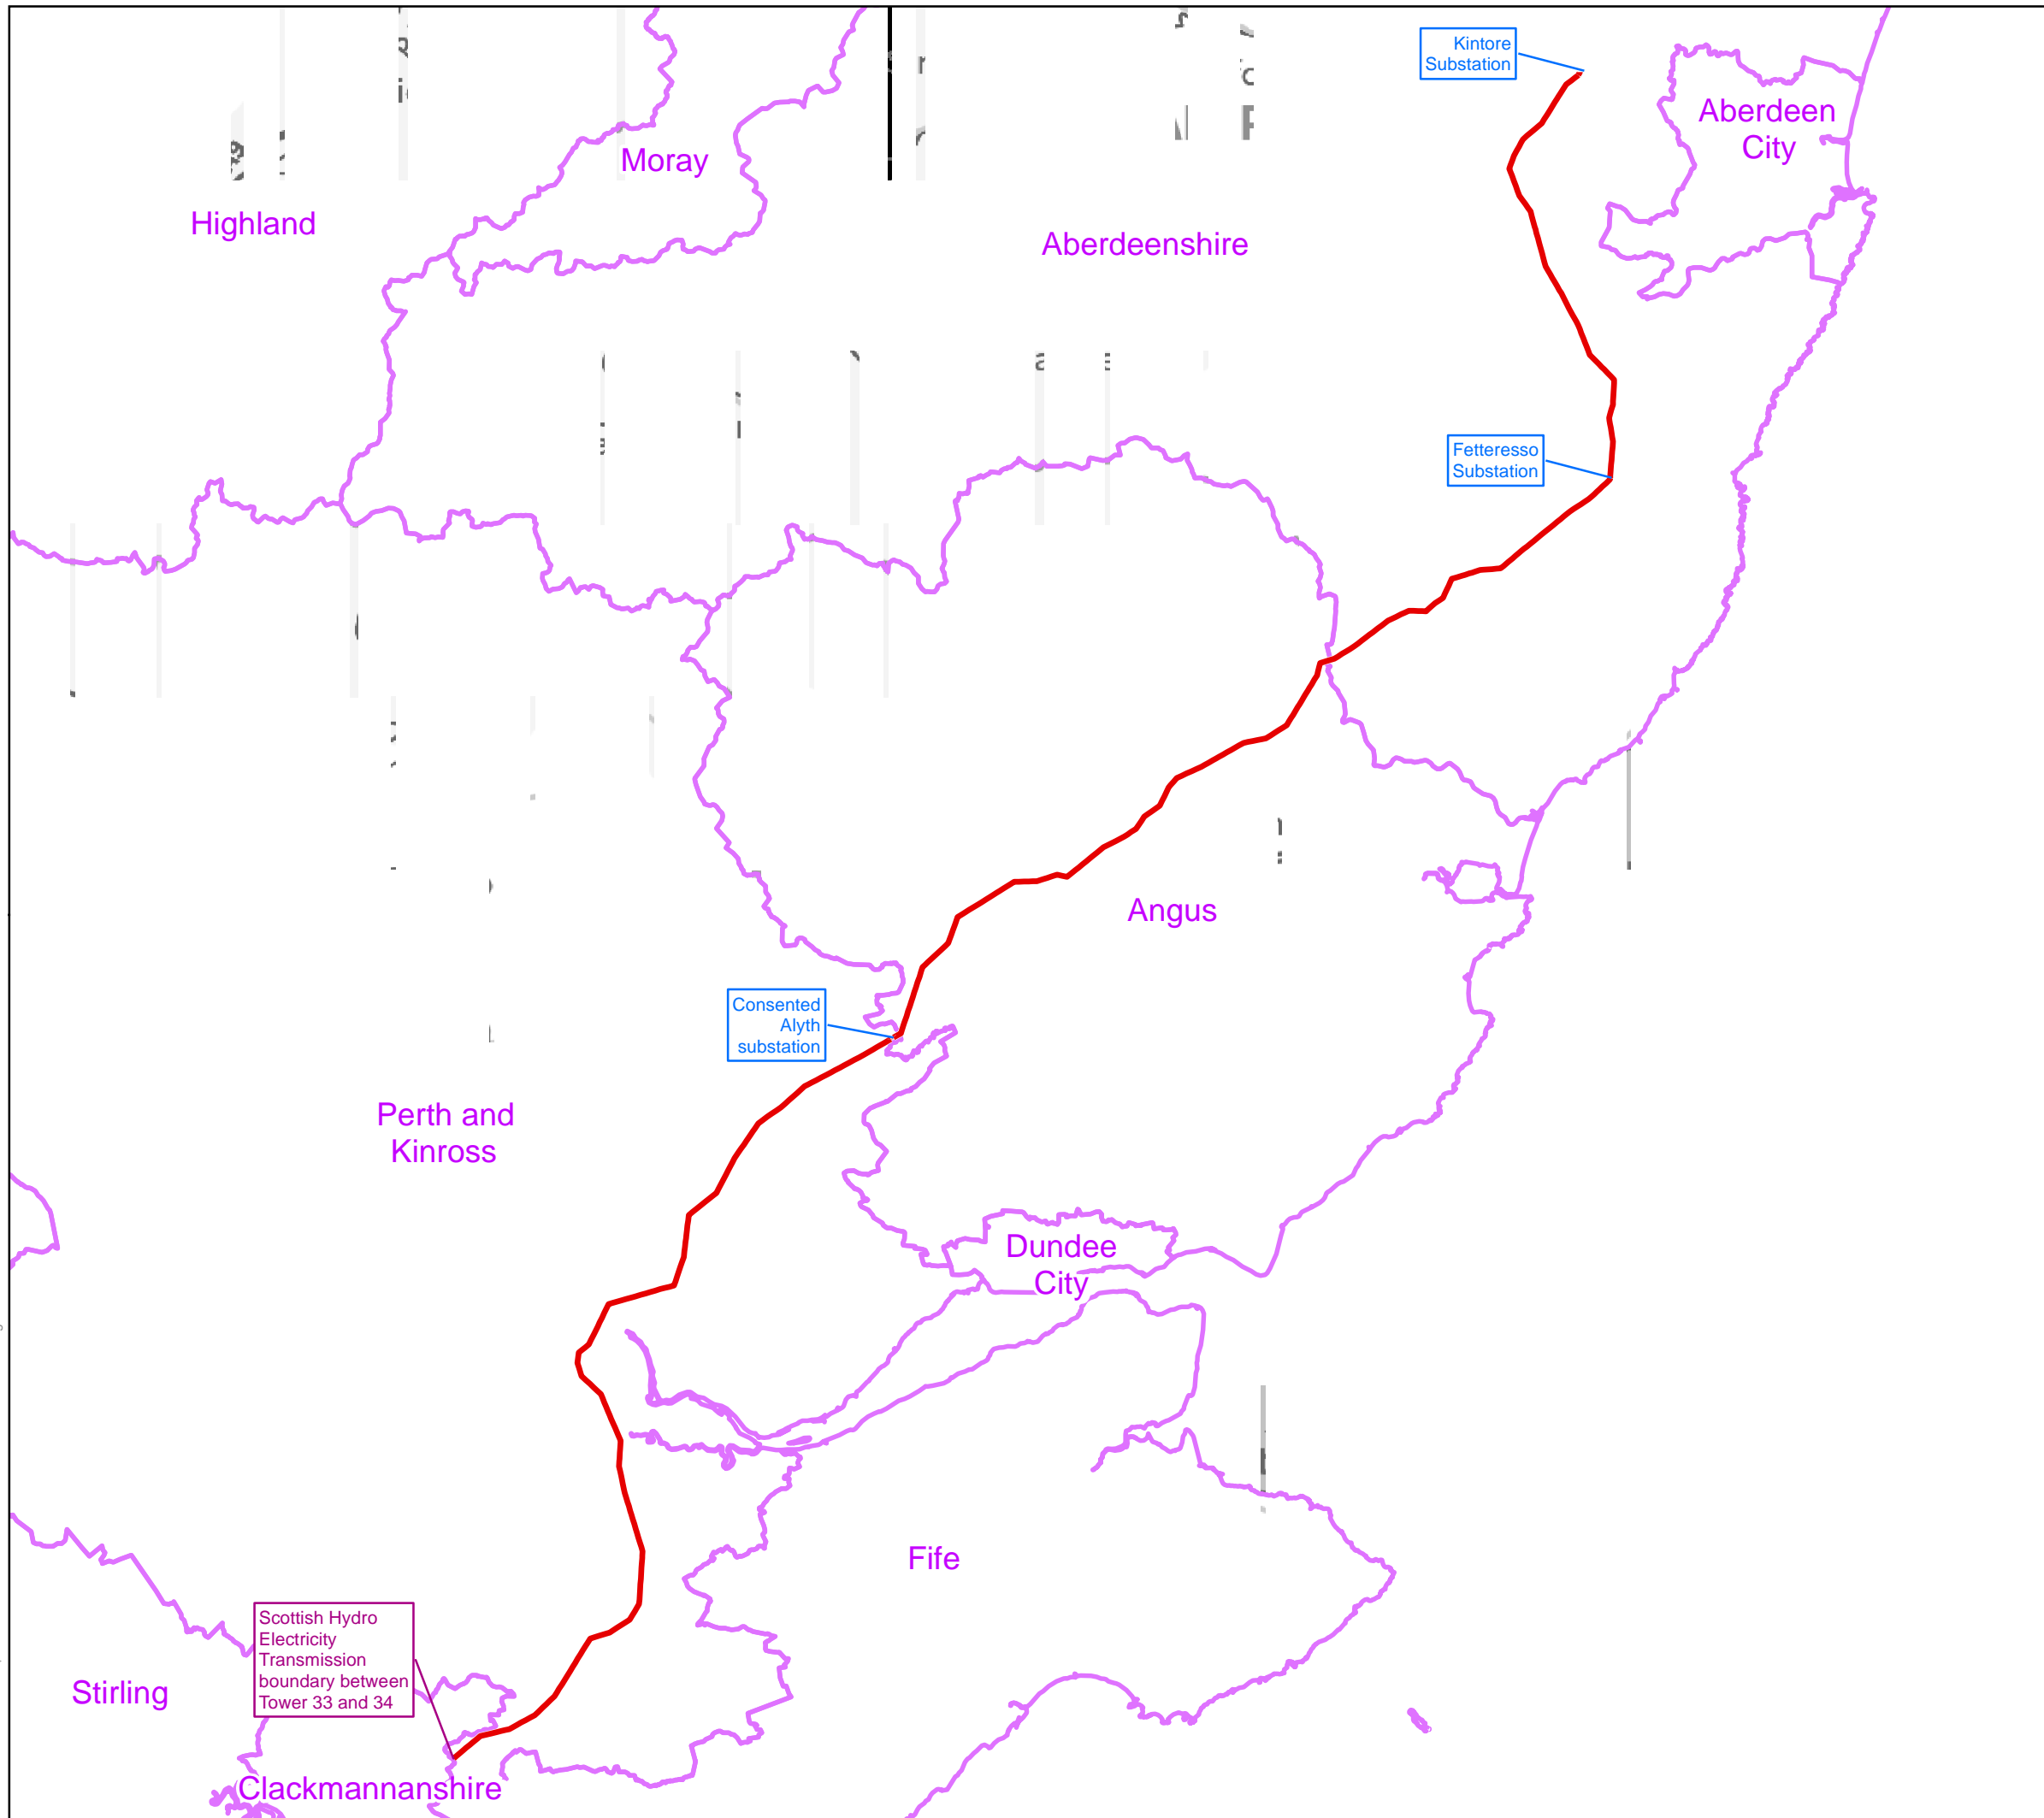 Kintore
Substation
Aberdeen
City
Moray
Highland
Aberdeenshire
Fetteresso
Substation
Angus
Consented
Alyth
substation
Perth and
Kinross
Dundee
City
Fife
Scottish Hydro
Electricity
Transmission
boundary between
Tower 33 and 34
Stirling
Clackmannanshire